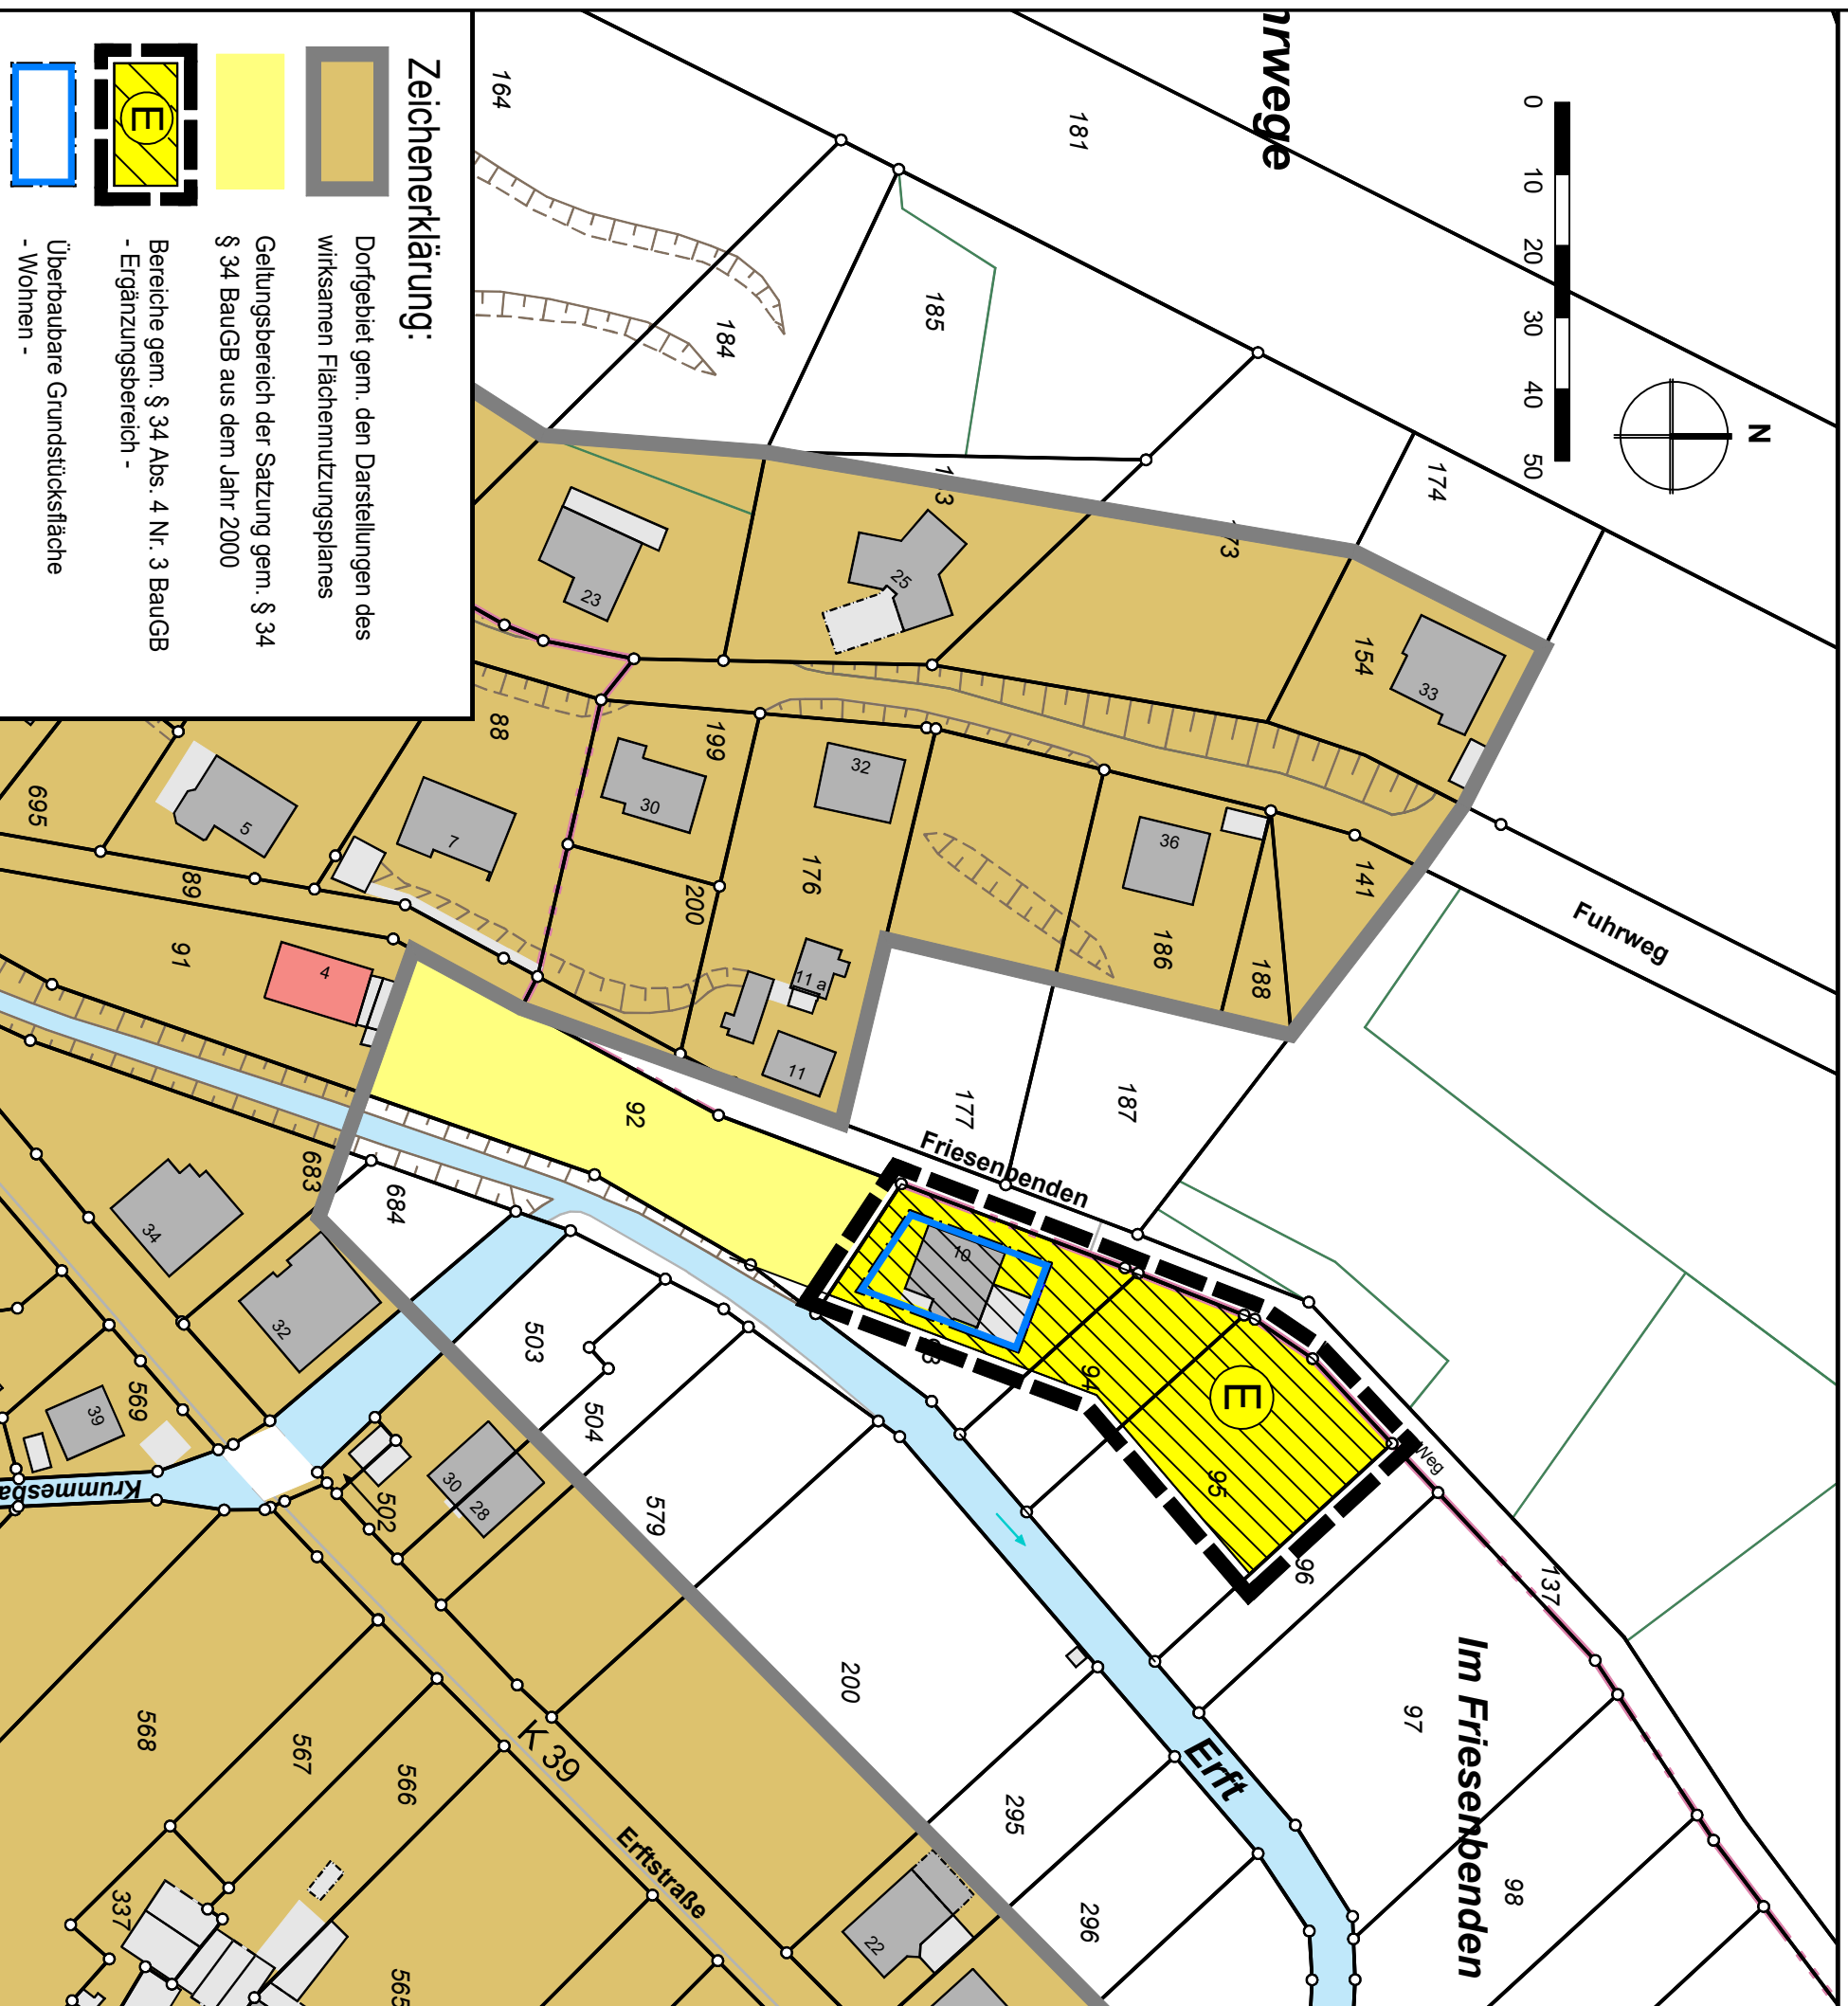 Zeichenerklärung:
Dorfgebiet gem. den Darstellungen des
wirksamen Flächennutzungsplanes
Geltungsbereich der Satzung gem. § 34
§ 34 BauGB aus dem Jahr 2000
E
Bereiche gem. § 34 Abs. 4 Nr. 3 BauGB
- Ergänzungsbereich -
Überbaubare Grundstücksfläche
- Wohnen -
0
10
20
30
40
50
N
hrwege
181
164
185
184
174
73
154
33
25
23
88
199
32
30
176
36
141
200
186
188
Fuhrweg
695
5
7
89
91
4
11 a
11
92
177
187
Friesenbenden
683
684
34
32
10
94
E
95
96
Weg
137
503
504
579
569
39
502
30
28
Krummesba
200
97
Im Friesenbenden
98
Erft
295
296
K 39
Erftstraße
568
567
566
565
337
22